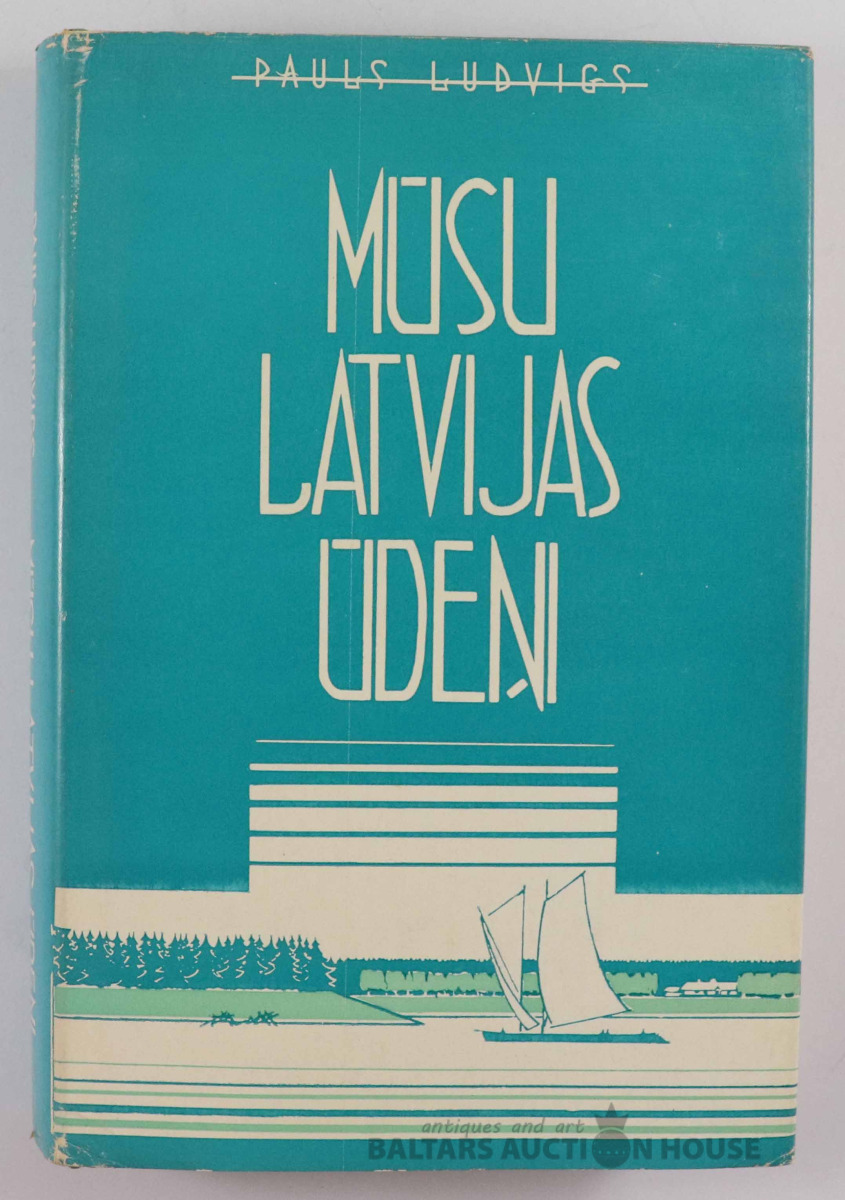 PAULS LUDVIGS
MŪSU
LATVIJAS
ŪDEŅI
antiques and art
BALTARS AUCTION HOUSE